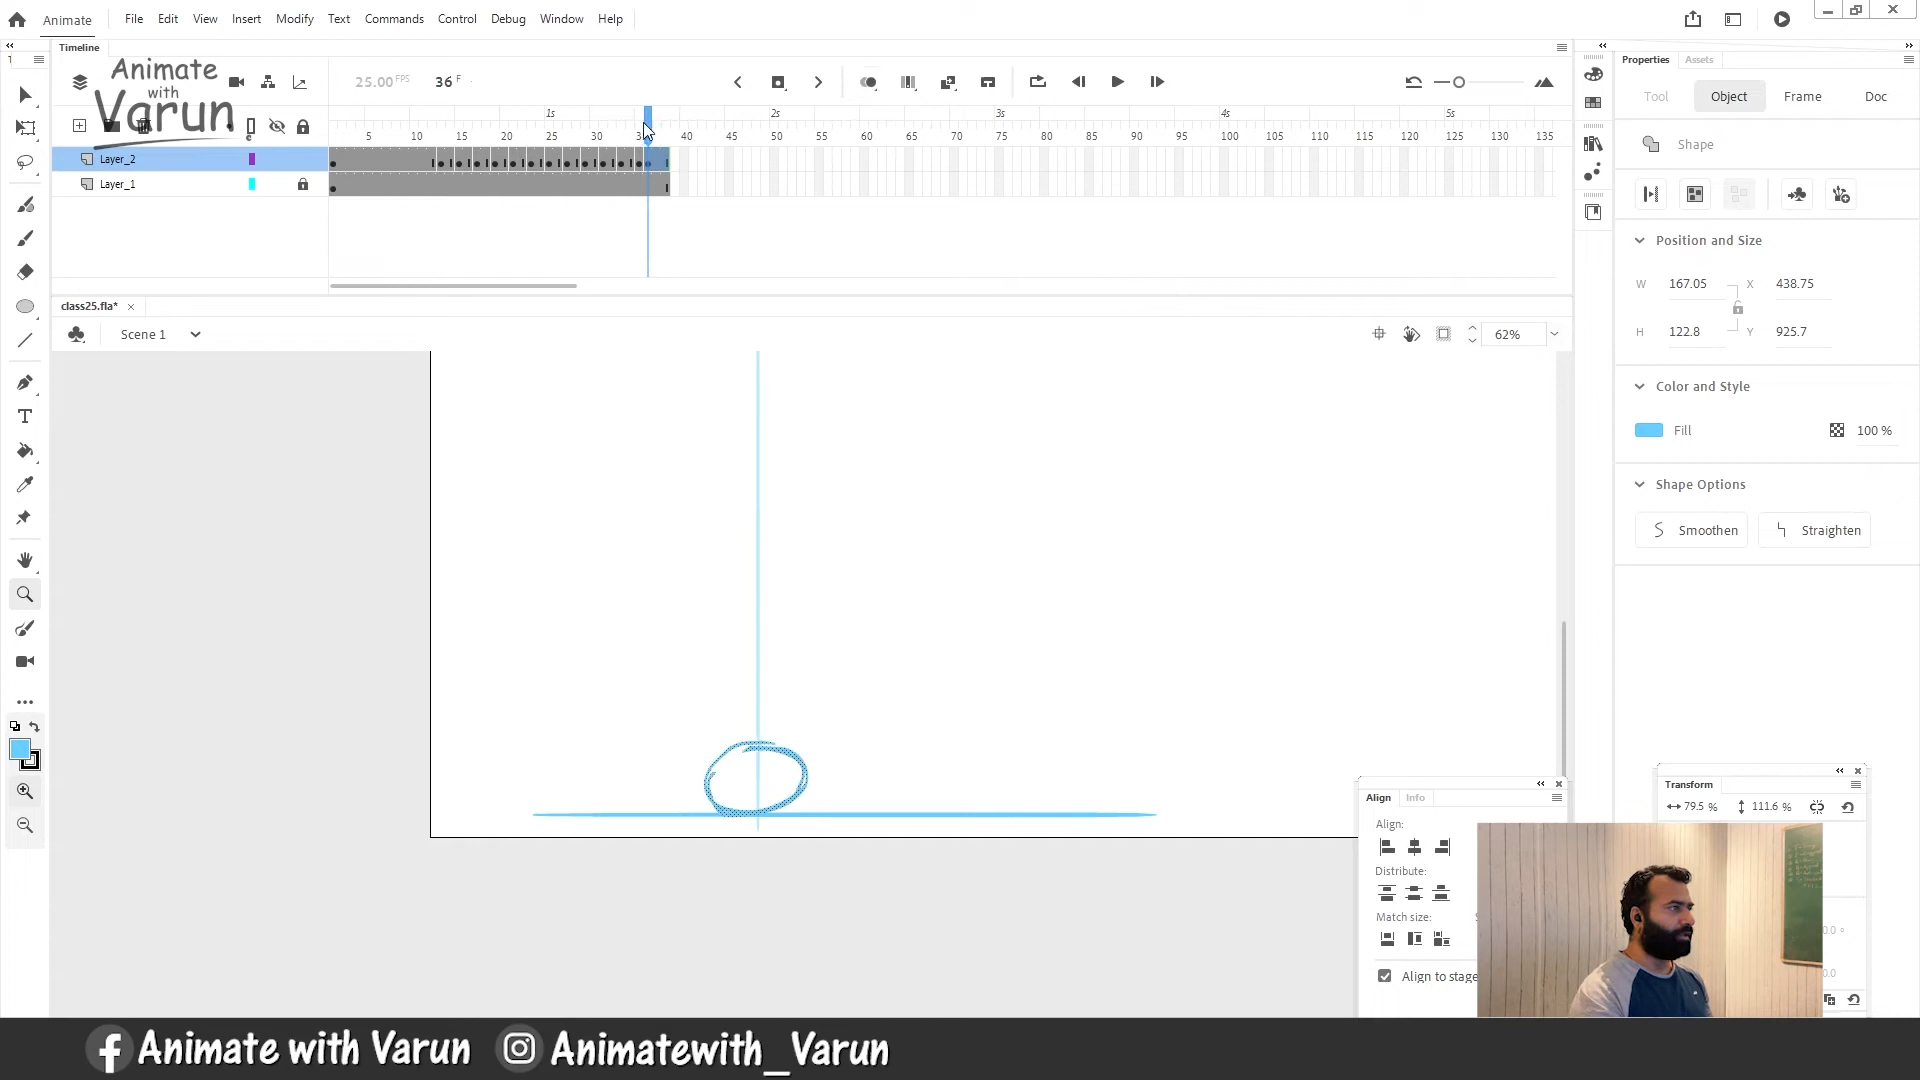 Animate File Edit View Insert Modify Text Commands Control Debug Window Help
Timeline
Properties Assets
Animate
with
Varun
25.00 FPS 36 F
Tool Object Frame Doc
1s 2s 3s 4s 5s
5 10 15 20 25 30 40 45 50 55 60 65 70 75 80 85 90 95 100 105 110 115 120 125 130 135
Shape
Layer_2
Layer_1
Position and Size
W 167.05 X 438.75
H 122.8 Y 925.7
class25.fla*
Scene 1
62%
Color and Style
Fill 100 %
Shape Options
Smoothen Straighten
Transform
79.5 % 111.6 %
Align Info
Align:
Distribute:
Match size:
Align to stage
Animate with Varun Animatewith_Varun